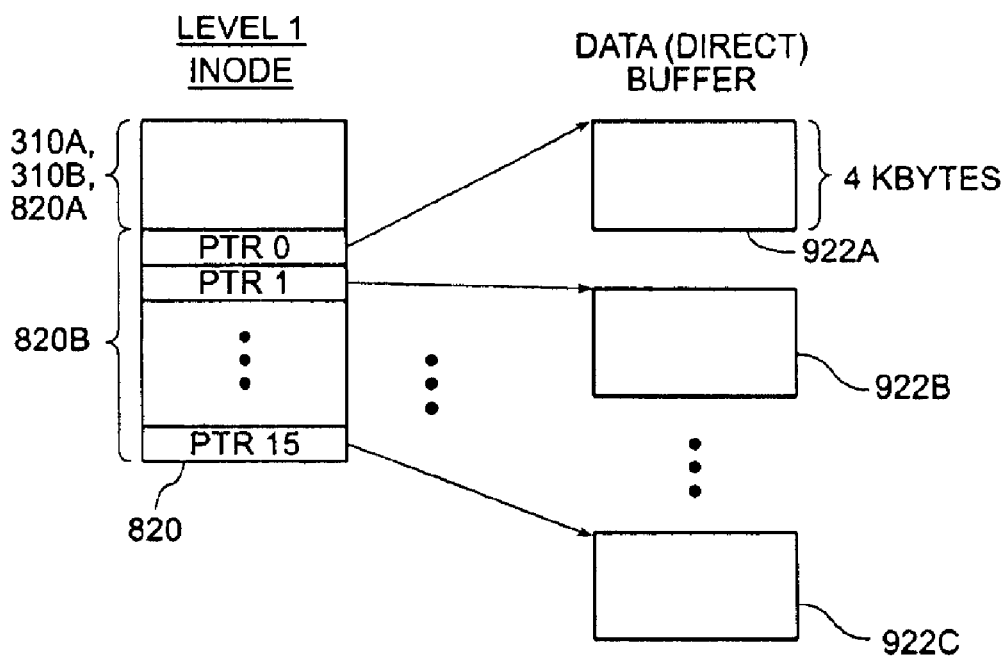 LEVEL 1
INODE
DATA (DIRECT)
BUFFER
310A,
310B,
820A
4 KBYTES
PTR 0
922A
PTR 1
820B
922B
PTR 15
820
922C